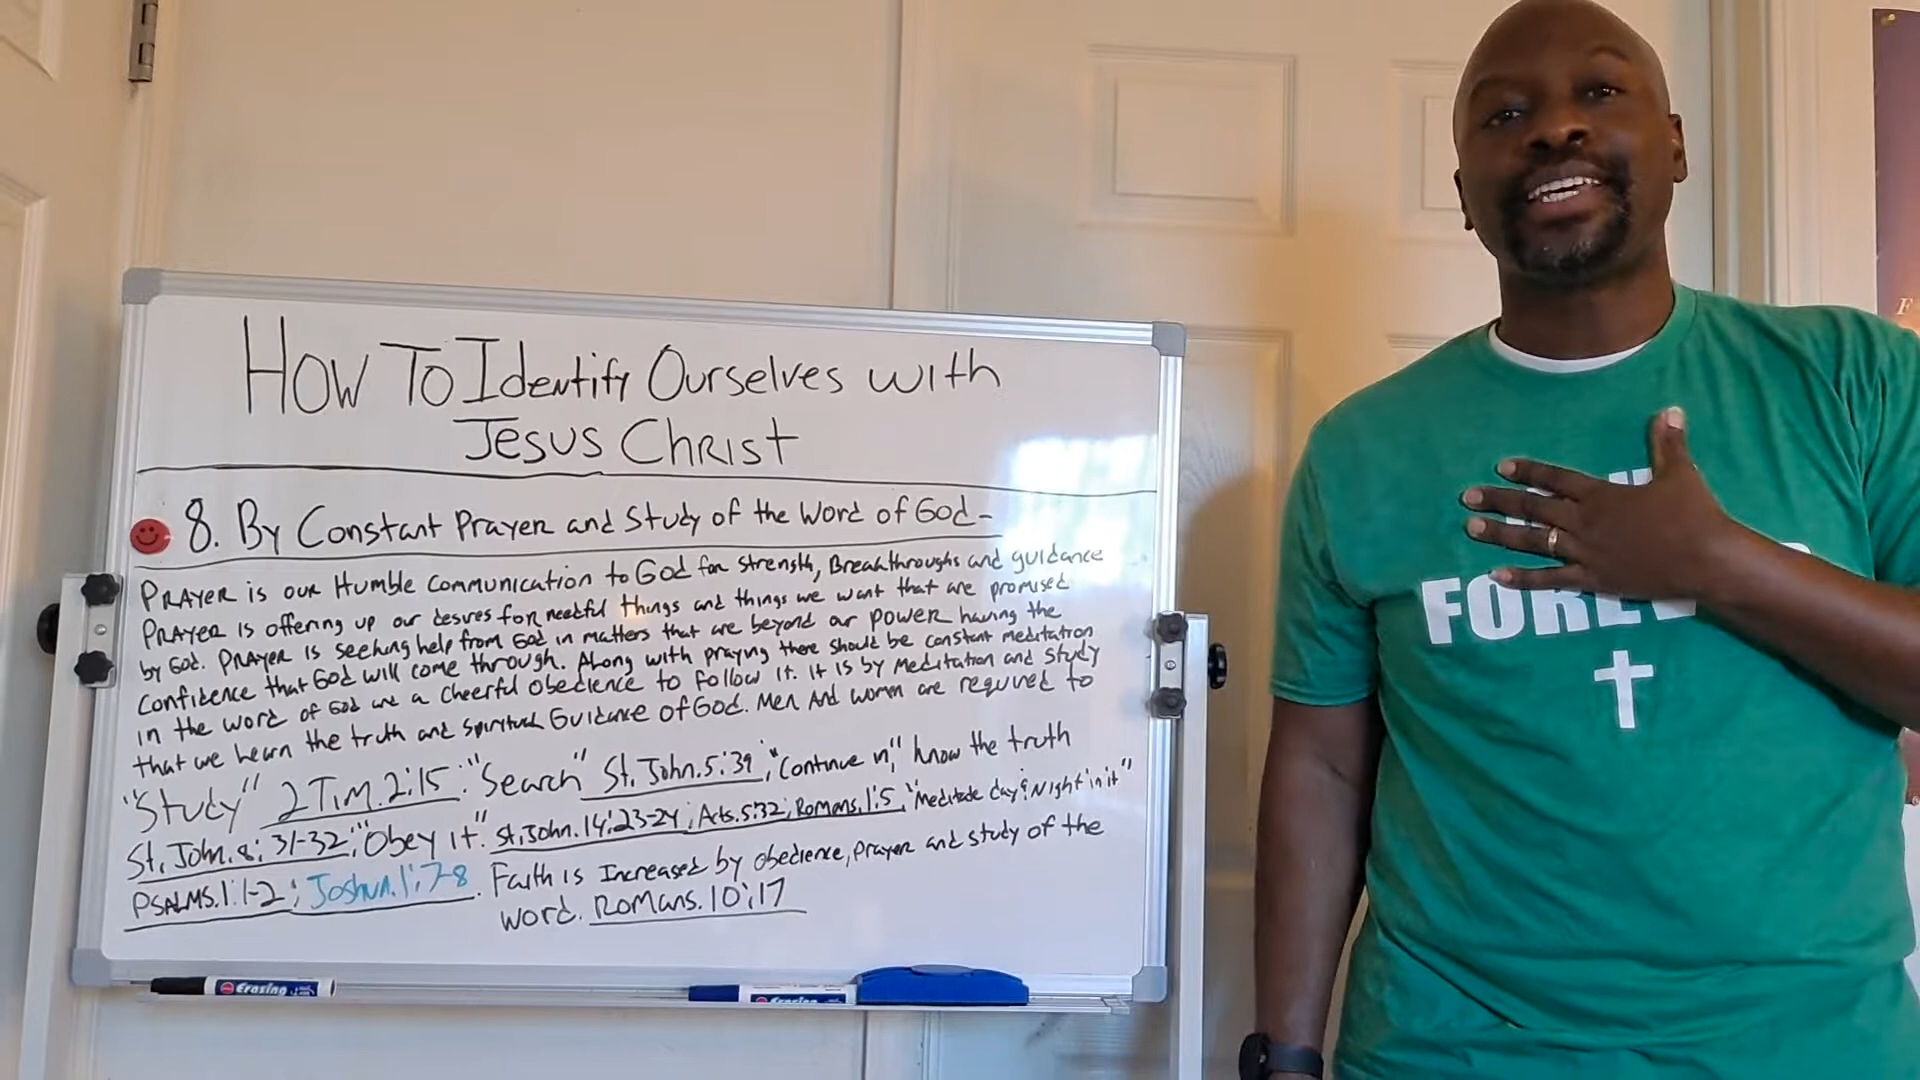 How To Identify Ourselves with
Jesus Christ
8. By Constant Prayer and Study of the Word of God-
Prayer is our Humble Communication to God for strength, Breakthroughs and guidance
Prayer is offering up our desires for needful things and things we want that are promised
by God. Prayer is seeking help from God in matters that are beyond our power having the
confidence that God will come through. Along with praying there should be constant meditation
in the word of God and a cheerful obedience to follow it. It is by Meditation and study
that we learn the truth and spiritual Guidance of God. Men And women are required to
"Study" 2 Tim. 2:15 ; "Search" St. John. 5:39 ; "Continue in," know the truth
St. John. 8:31-32 ; "Obey it". St. John. 14:23-24 ; Acts. 5:32 ; Romans. 1:5, "Meditate day & Night in it"
Psalms. 1:1-2 ; Joshua. 1:7-8 . Faith is Increased by obedience, prayer and study of the
word. Romans. 10:17
Erasing
Erasing
FOREV
F